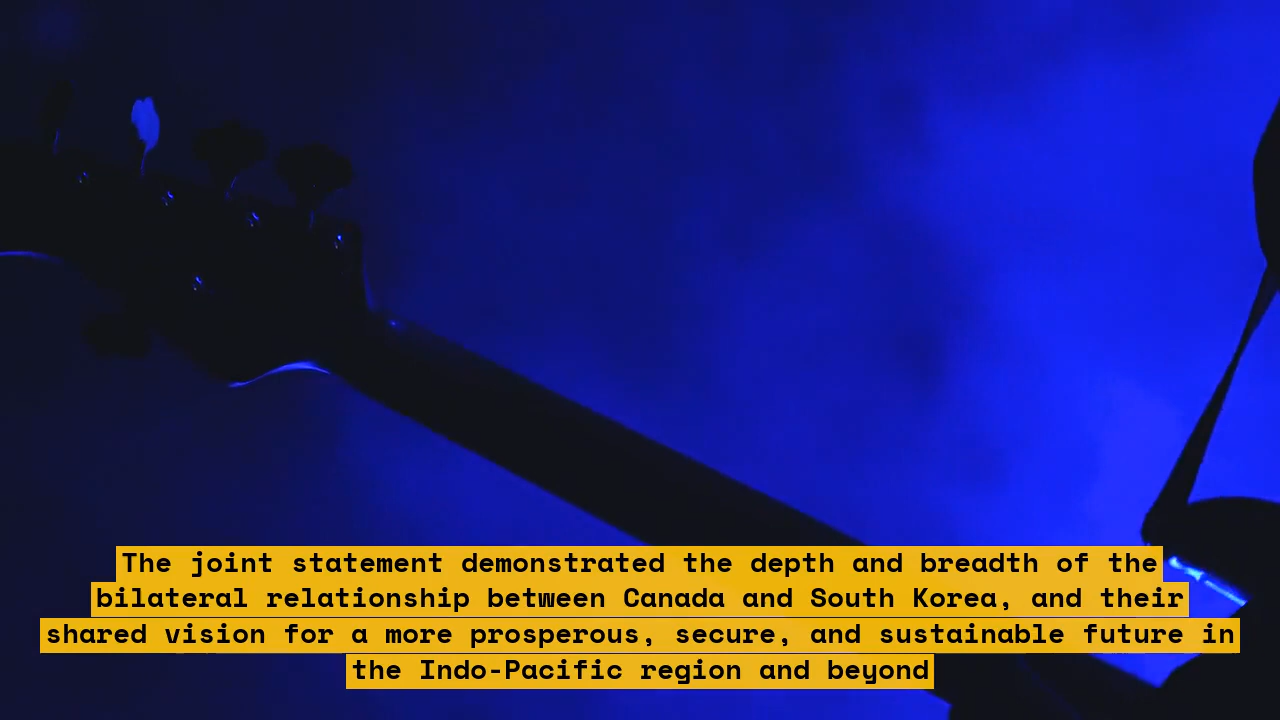 The joint statement demonstrated the depth and breadth of the
bilateral relationship between Canada and South Korea, and their
shared vision for a more prosperous, secure, and sustainable future in
the Indo-Pacific region and beyond